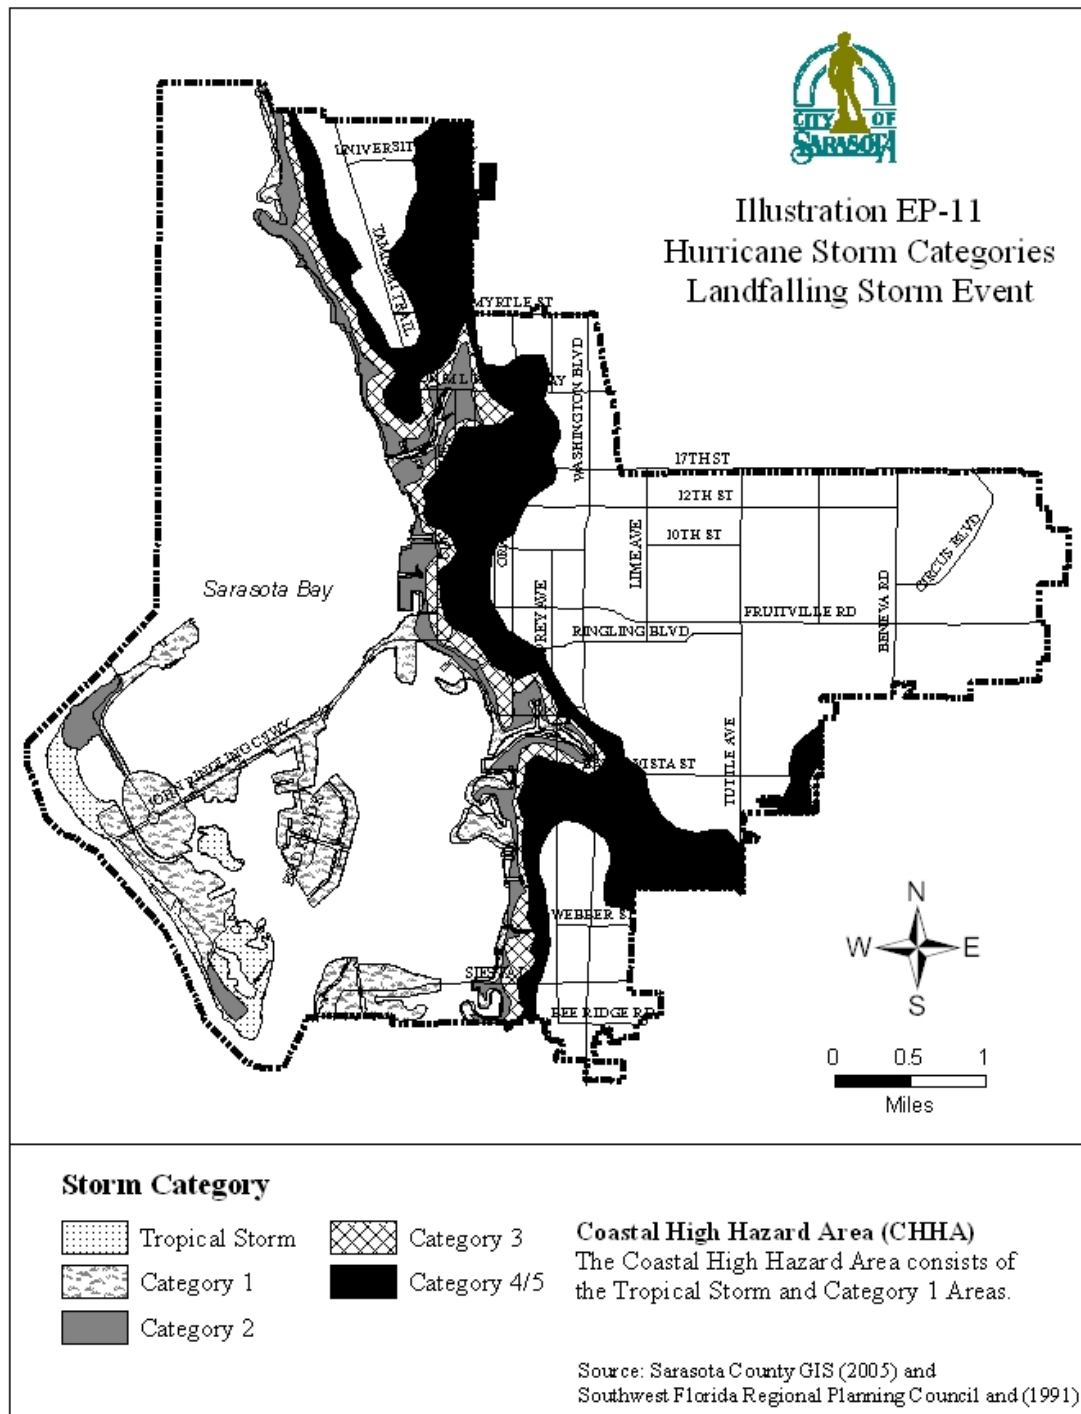 CITY OF
SARASOTA
Illustration EP-11
Hurricane Storm Categories
Landfalling Storm Event
UNIVERSIT
TAMIAMI TRAIL
MYRTLE ST
WASHINGTON BLVD
17TH ST
12TH ST
10TH ST
LIME AVE
CIRCUS BLVD
Sarasota Bay
FRUITVILLE RD
RINGLING BLVD
BENEVA RD
JOHN RINGLING CSWY
TUTTLE AVE
VISTA ST
WEBBER S
SIESTA
BEE RIDGE RD
N
W E
S
0 0.5 1
Miles
Storm Category
Tropical Storm
Category 1
Category 2
Category 3
Category 4/5
Coastal High Hazard Area (CHHA)
The Coastal High Hazard Area consists of
the Tropical Storm and Category 1 Areas.
Source: Sarasota County GIS (2005) and
Southwest Florida Regional Planning Council and (1991)